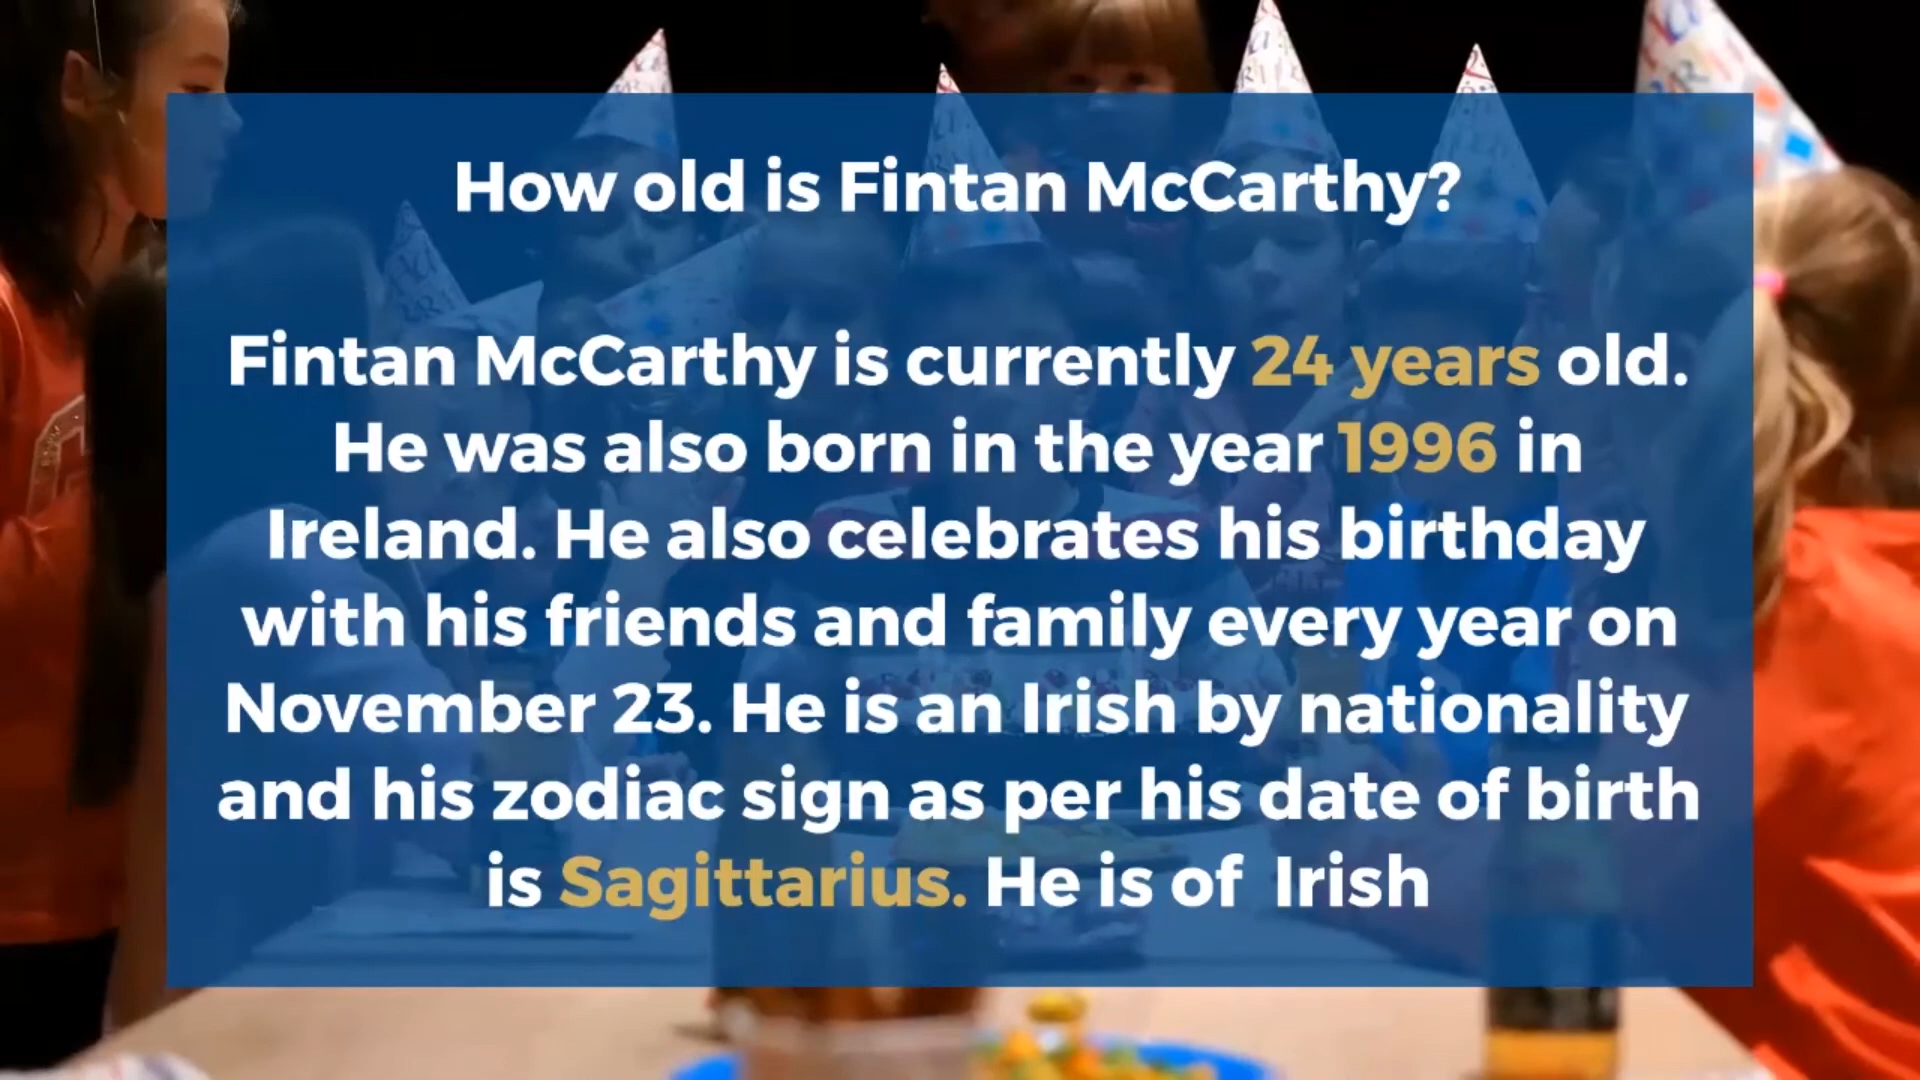 How old is Fintan McCarthy?
Fintan McCarthy is currently 24 years old.
He was also born in the year 1996 in
Ireland. He also celebrates his birthday
with his friends and family every year on
November 23. He is an Irish by nationality
and his zodiac sign as per his date of birth
is Sagittarius. He is of Irish